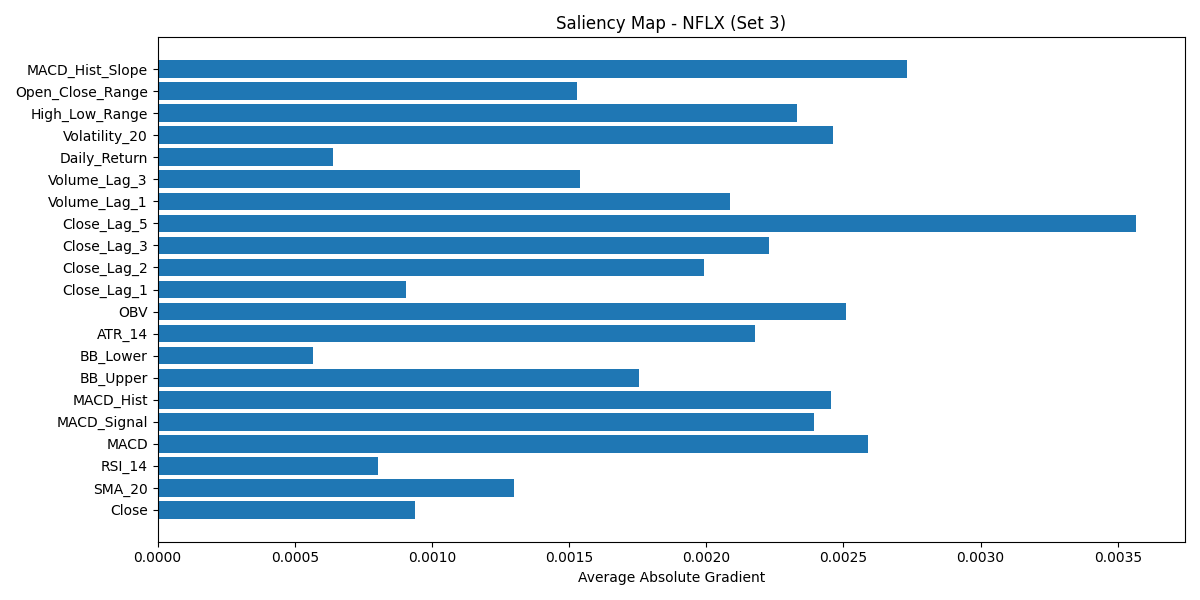 Saliency Map - NFLX (Set 3)
MACD_Hist_Slope
Open_Close_Range
High_Low_Range
Volatility_20
Daily_Return
Volume_Lag_3
Volume_Lag_1
Close_Lag_5
Close_Lag_3
Close_Lag_2
Close_Lag_1
OBV
ATR_14
BB_Lower
BB_Upper
MACD_Hist
MACD_Signal
MACD
RSI_14
SMA_20
Close
0.0000 0.0005 0.0010 0.0015 0.0020 0.0025 0.0030 0.0035
Average Absolute Gradient